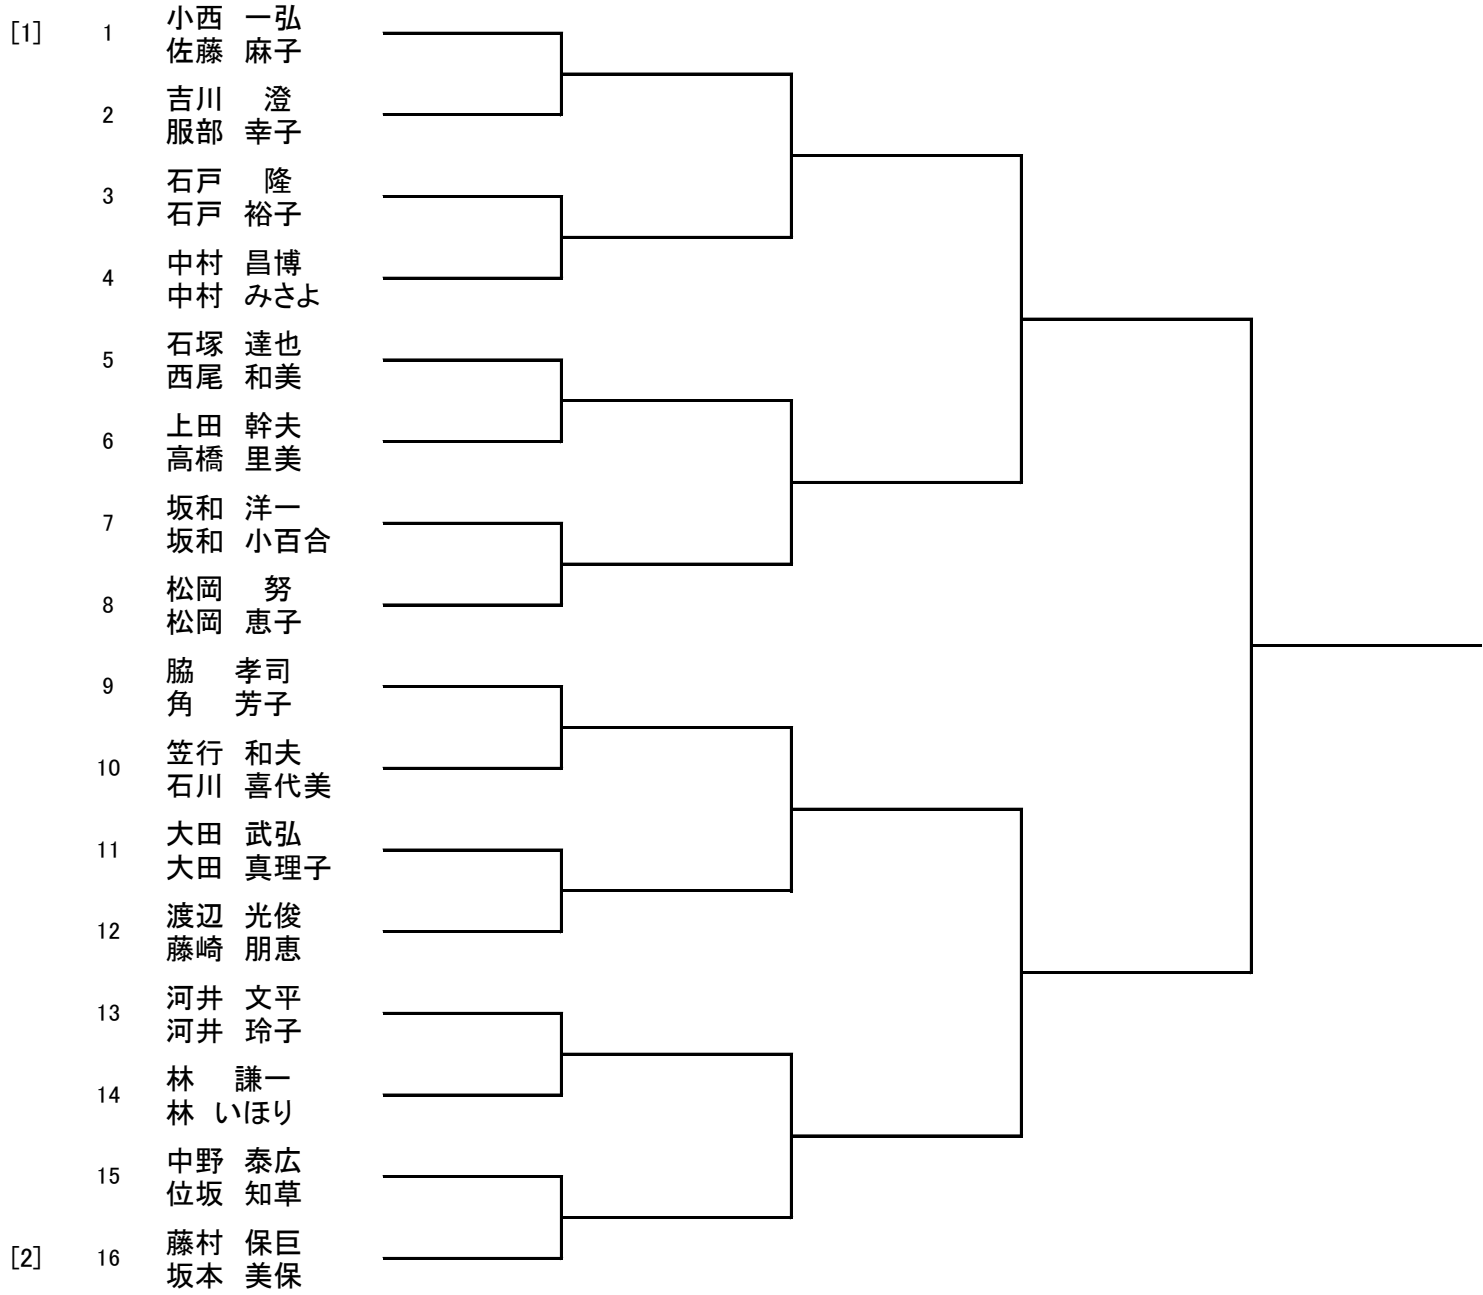 [1] 1 小西 一弘
佐藤 麻子
2 吉川 澄
服部 幸子
3 石戸 隆
石戸 裕子
4 中村 昌博
中村 みさよ
5 石塚 達也
西尾 和美
6 上田 幹夫
高橋 里美
7 坂和 洋一
坂和 小百合
8 松岡 努
松岡 恵子
9 脇 孝司
角 芳子
10 笠行 和夫
石川 喜代美
11 大田 武弘
大田 真理子
12 渡辺 光俊
藤崎 朋恵
13 河井 文平
河井 玲子
14 林 謙一
林 いほり
15 中野 泰広
位坂 知草
[2] 16 藤村 保巨
坂本 美保